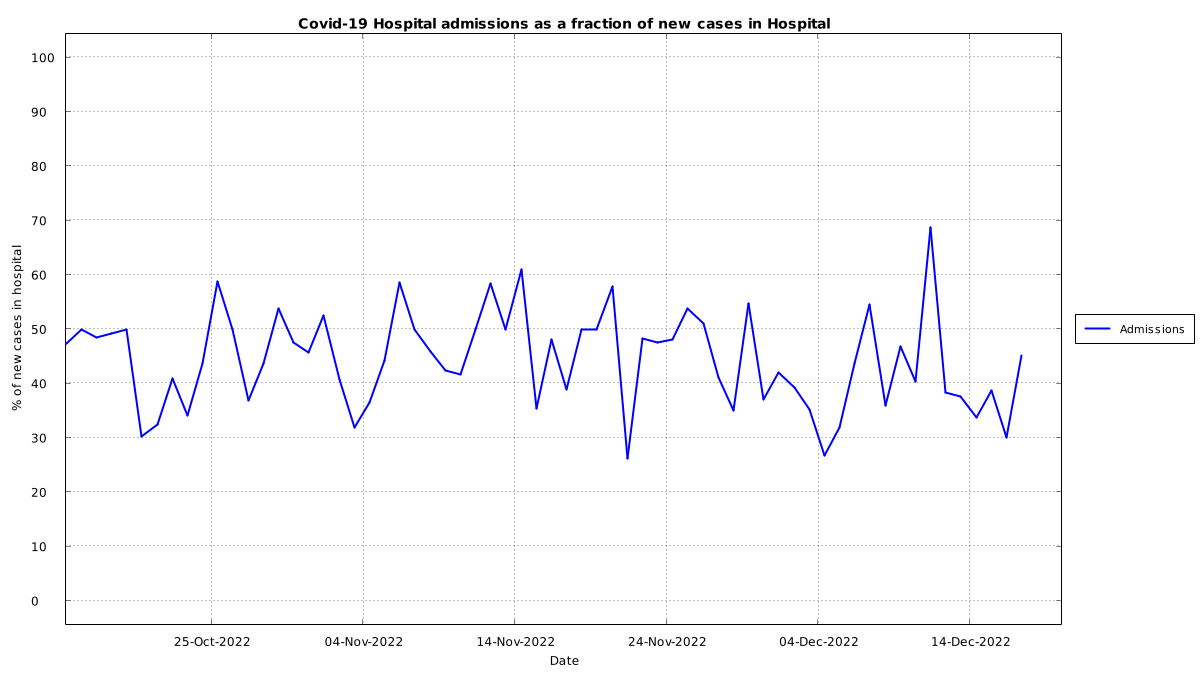 Covid-19 Hospital admissions as a fraction of new cases in Hospital
100
90
80
70
60
50
40
30
20
10
0
% of new cases in hospital
25-Oct-2022 04-Nov-2022 14-Nov-2022 24-Nov-2022 04-Dec-2022 14-Dec-2022
Date
Admissions